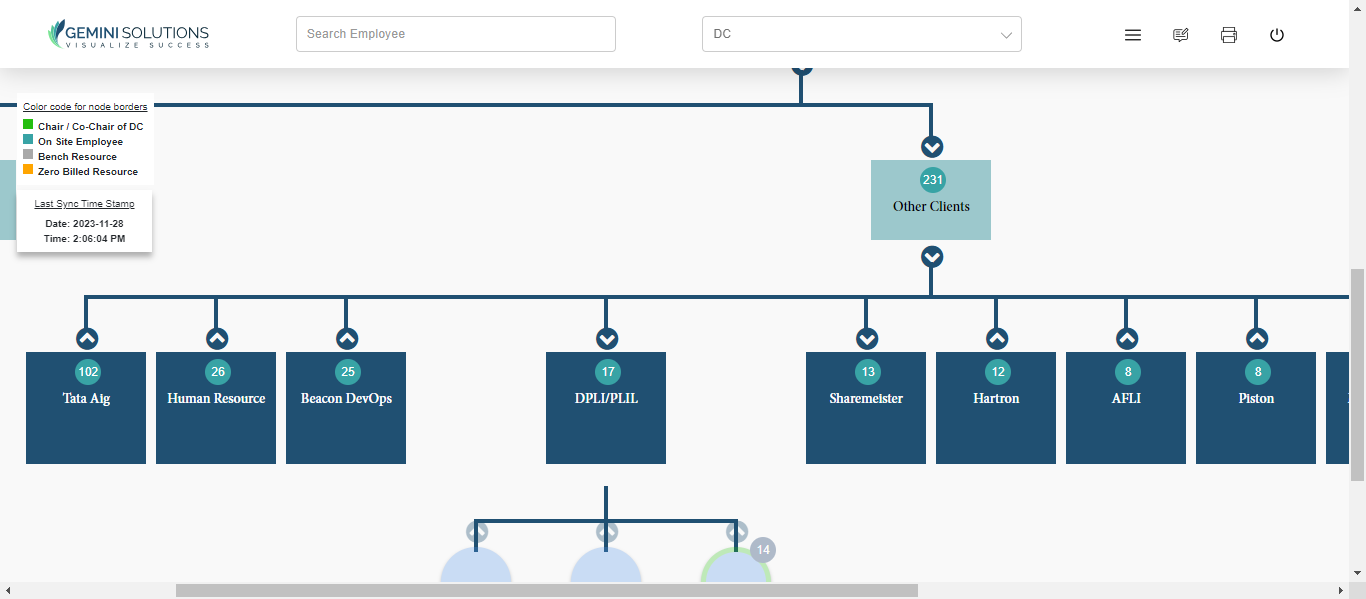 GEMINI SOLUTIONS
VISUALIZE SUCCESS
Search Employee
DC
Color code for node borders
Chair / Co-Chair of DC
On Site Employee
Bench Resource
Zero Billed Resource
Last Sync Time Stamp
Date: 2023-11-28
Time: 2:06:04 PM
231
Other Clients
102
Tata Aig
26
Human Resource
25
Beacon DevOps
17
DPLI/PLIL
13
Sharemeister
12
Hartron
8
AFLI
8
Piston
14